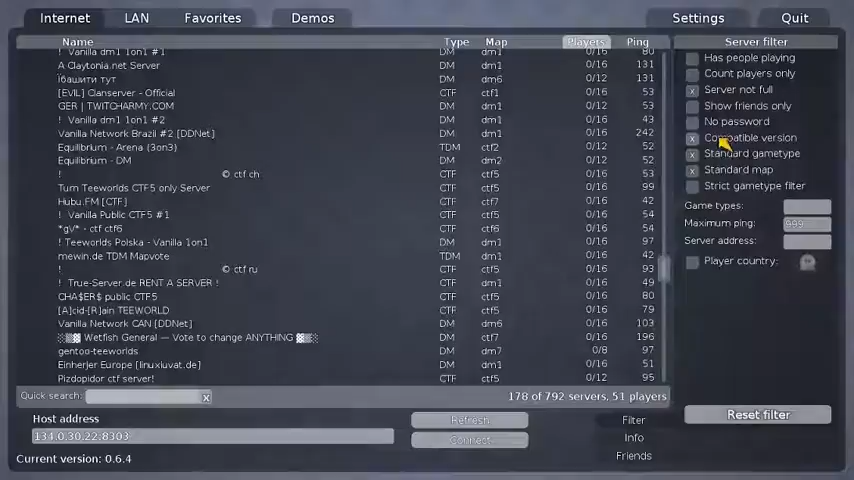 Internet LAN Favorites Demos Settings Quit
Name Type Map Players Ping Server filter
! Vanilla dm1 1on1 #1 DM dm1 0/16 80
A Claytonia.net Server DM dm1 0/16 131
Їбашити тут DM dm6 0/12 131
[EVIL] Clanserver - Official CTF ctf1 0/16 53
GER | TWITCHARMY.COM DM dm1 0/12 53
! Vanilla dm1 1on1 #2 DM dm1 0/16 43
Vanilla Network Brazil #2 [DDNet] DM dm1 0/16 242
Equilibrium - Arena (3on3) TDM ctf2 0/12 52
Equilibrium - DM DM dm2 0/12 52
! © ctf ch CTF ctf5 0/16 53
Turn Teeworlds CTF5 only Server CTF ctf5 0/16 99
Hubu.FM [CTF] CTF ctf7 0/16 42
! Vanilla Public CTF5 #1 CTF ctf5 0/16 54
*gV* - ctf ctf6 CTF ctf5 0/16 54
! Teeworlds Polska - Vanilla 1on1 DM dm1 0/16 97
mewin.de TDM Mapvote TDM dm1 0/16 42
! © ctf ru CTF ctf5 0/16 93
! True-Server.de RENT A SERVER ! CTF dm1 0/16 49
CHA$ER$ public CTF5 CTF ctf5 0/16 80
[A]cid-[R]ain TEEWORLD CTF ctf5 0/16 79
Vanilla Network CAN [DDNet] DM dm6 0/16 103
░▒▓ Wetfish General — Vote to change ANYTHING ▓▒░ DM ctf7 0/16 196
gentoo-teeworlds DM dm7 0/8 97
Einherjer Europe [linuxiuvat.de] DM dm1 0/16 51
Pizdopidor ctf server! CTF ctf5 0/12 95
Has people playing
Count players only
x Server not full
Show friends only
No password
x Compatible version
x Standard gametype
x Standard map
Strict gametype filter
Game types:
Maximum ping: 999
Server address:
Player country:
Quick search: x 178 of 792 servers, 51 players
Reset filter
Host address Refresh Filter
134.0.30.22:8303 Connect Info
Current version: 0.6.4 Friends